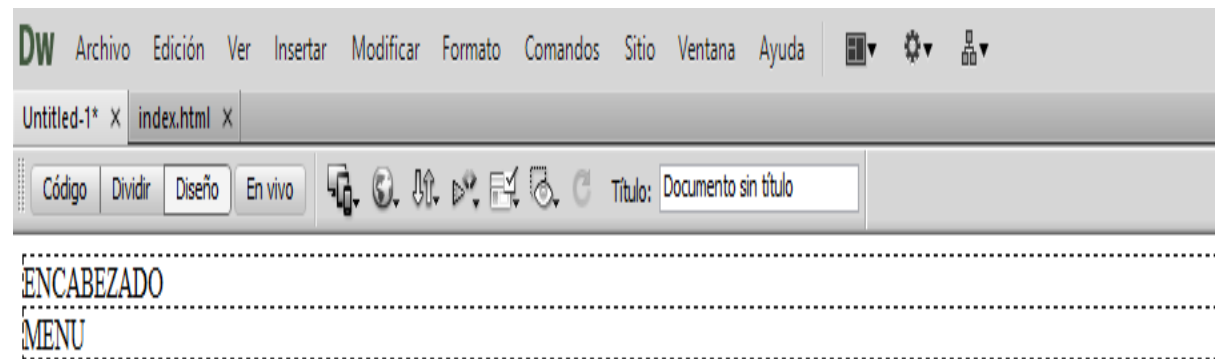 Dw Archivo Edición Ver Insertar Modificar Formato Comandos Sitio Ventana Ayuda
Untitled-1* × index.html ×
Código Dividir Diseño En vivo Título: Documento sin título
ENCABEZADO
MENU